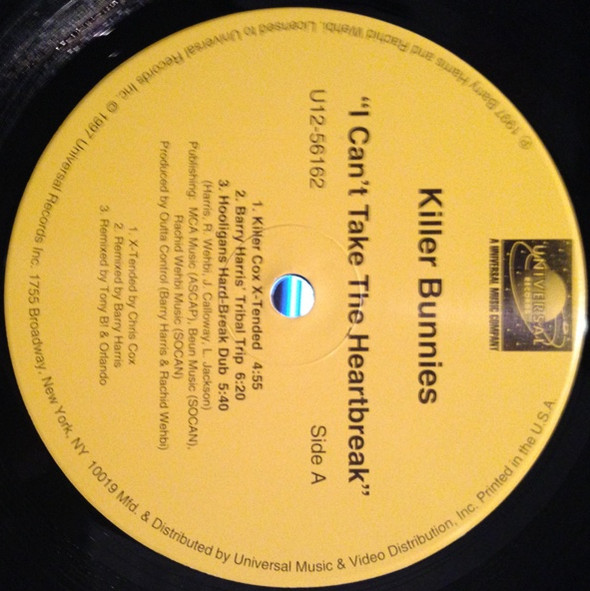 UNIVERSAL
RECORDS
A UNIVERSAL MUSIC COMPANY
Killer Bunnies
"I Can't Take The Heartbreak"
U12-56162
Side A
1. Killer Cox X-Tended 4:55
2. Barry Harris' Tribal Trip 6:20
3. Hooligans Hard-Break Dub 5:40
(Harris, R. Wehbi, J. Calloway, L. Jackson)
Publishing: MCA Music (ASCAP), Beun Music (SOCAN),
Rachid Wehbi Music (SOCAN)
Produced by Outta Control (Barry Harris & Rachid Wehbi)
1. X-Tended by Chris Cox
2. Remixed by Barry Harris
3. Remixed by Tony B! & Orlando
℗ 1997 Barry Harris and Rachid Wehbi. Licensed to Universal Records Inc. © 1997 Universal Records Inc. 1755 Broadway, New York, NY 10019 Mfd. & Distributed by Universal Music & Video Distribution, Inc. Printed in the U.S.A.